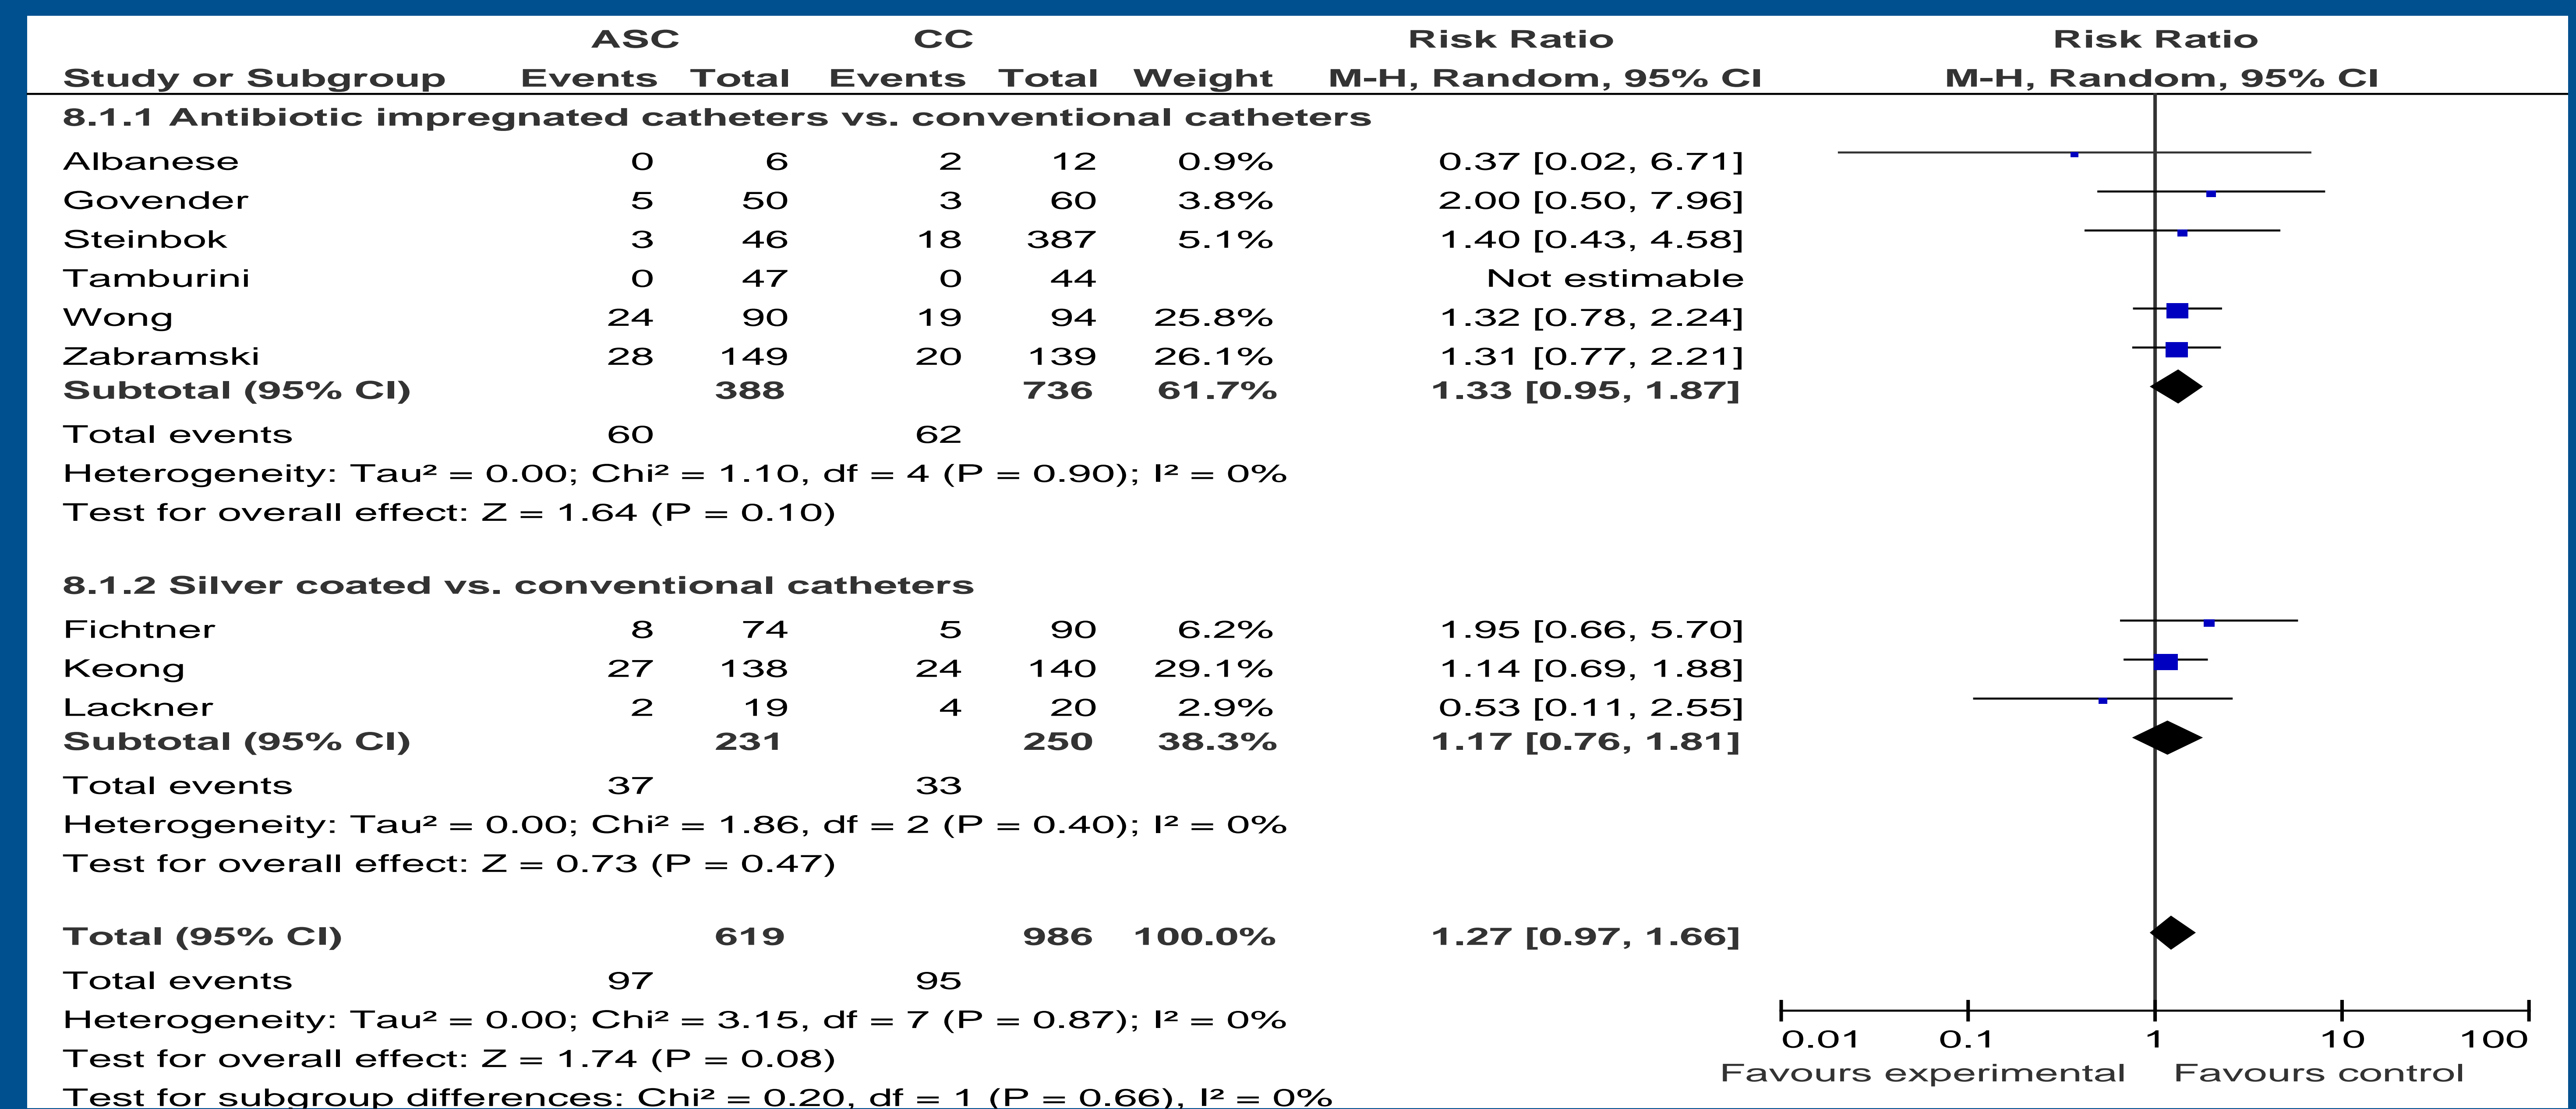 ASC CC Risk Ratio Risk Ratio
Study or Subgroup Events Total Events Total Weight M-H, Random, 95% CI M-H, Random, 95% CI
8.1.1 Antibiotic impregnated catheters vs. conventional catheters
Albanese 0 6 2 12 0.9% 0.37 [0.02, 6.71]
Govender 5 50 3 60 3.8% 2.00 [0.50, 7.96]
Steinbok 3 46 18 387 5.1% 1.40 [0.43, 4.58]
Tamburini 0 47 0 44 Not estimable
Wong 24 90 19 94 25.8% 1.32 [0.78, 2.24]
Zabramski 28 149 20 139 26.1% 1.31 [0.77, 2.21]
Subtotal (95% CI) 388 736 61.7% 1.33 [0.95, 1.87]
Total events 60 62
Heterogeneity: Tau² = 0.00; Chi² = 1.10, df = 4 (P = 0.90); I² = 0%
Test for overall effect: Z = 1.64 (P = 0.10)
8.1.2 Silver coated vs. conventional catheters
Fichtner 8 74 5 90 6.2% 1.95 [0.66, 5.70]
Keong 27 138 24 140 29.1% 1.14 [0.69, 1.88]
Lackner 2 19 4 20 2.9% 0.53 [0.11, 2.55]
Subtotal (95% CI) 231 250 38.3% 1.17 [0.76, 1.81]
Total events 37 33
Heterogeneity: Tau² = 0.00; Chi² = 1.86, df = 2 (P = 0.40); I² = 0%
Test for overall effect: Z = 0.73 (P = 0.47)
Total (95% CI) 619 986 100.0% 1.27 [0.97, 1.66]
Total events 97 95
Heterogeneity: Tau² = 0.00; Chi² = 3.15, df = 7 (P = 0.87); I² = 0%
Test for overall effect: Z = 1.74 (P = 0.08)
Test for subgroup differences: Chi² = 0.20, df = 1 (P = 0.66), I² = 0%
0.01 0.1 1 10 100
Favours experimental Favours control